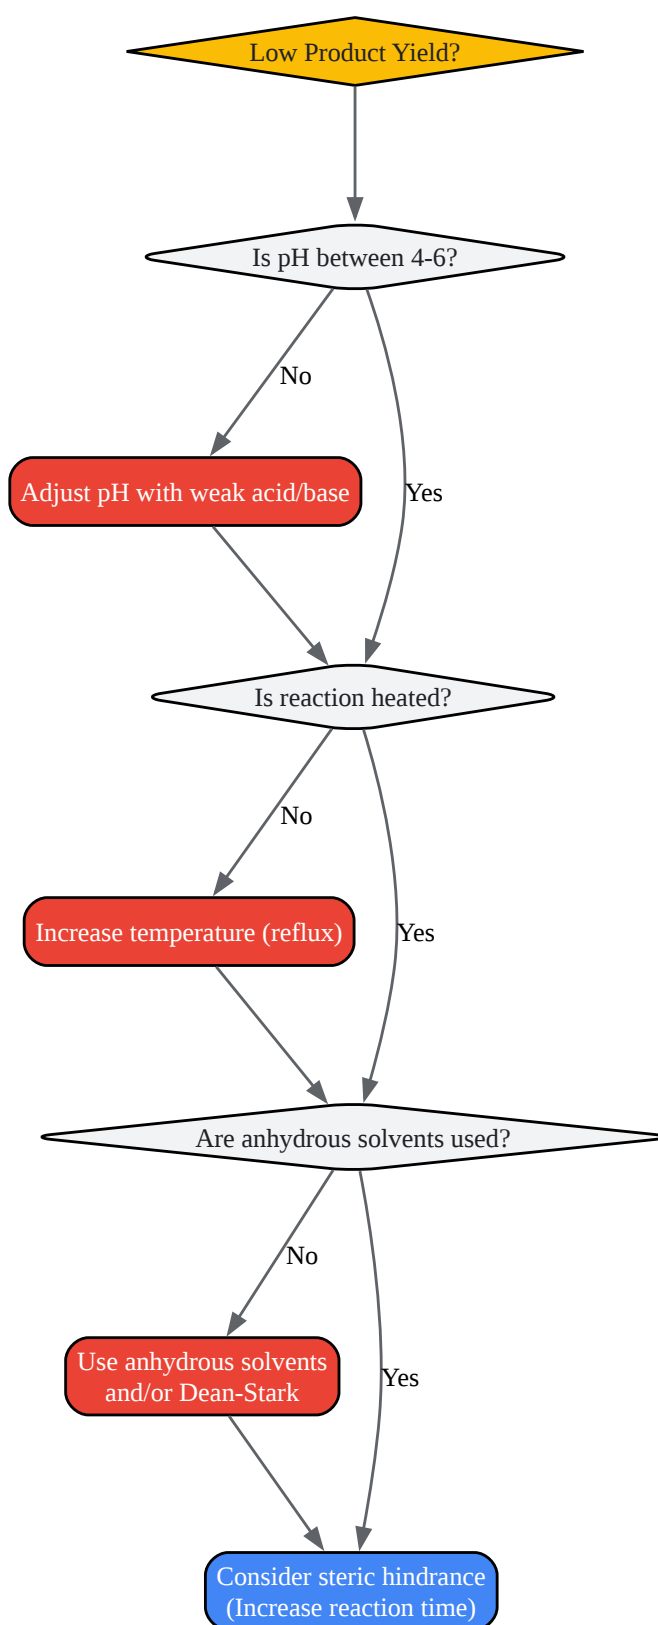 Low Product Yield?
Is pH between 4-6?
No
Adjust pH with weak acid/base
Yes
Is reaction heated?
No
Increase temperature (reflux)
Yes
Are anhydrous solvents used?
No
Use anhydrous solvents
and/or Dean-Stark
Yes
Consider steric hindrance
(Increase reaction time)